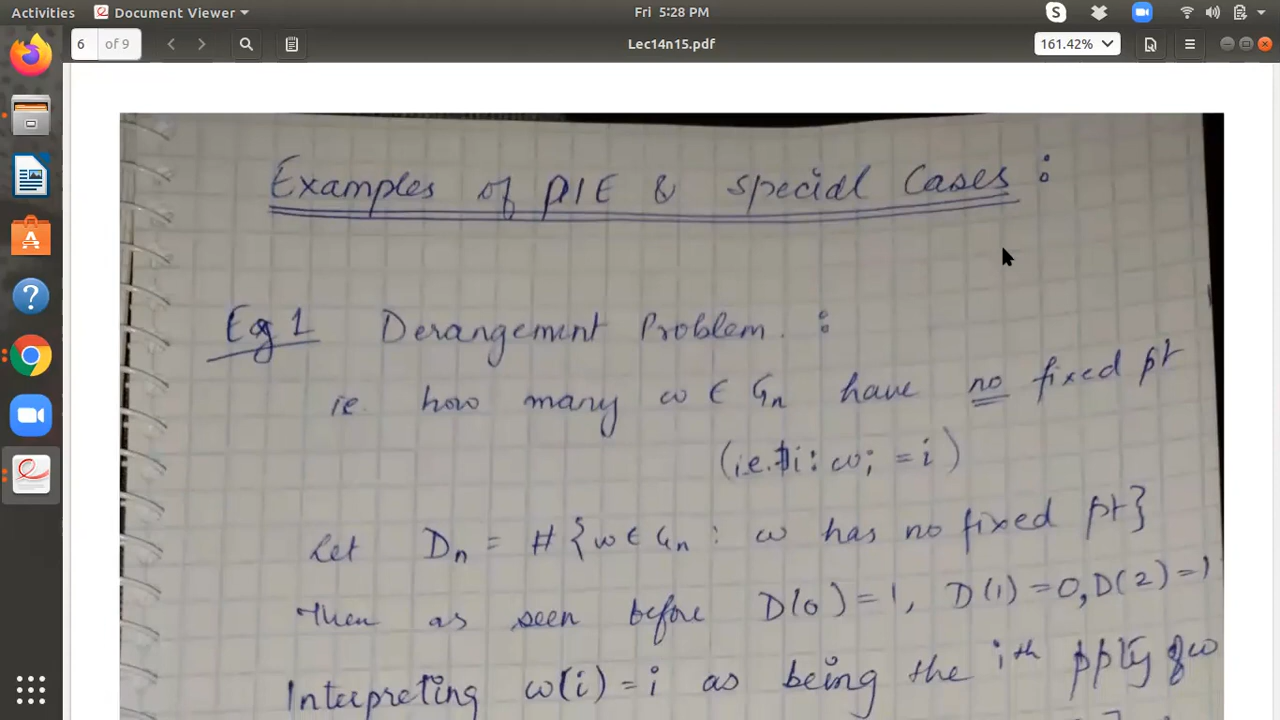 Activities Document Viewer Fri 5:28 PM
6 of 9 Lec14n15.pdf 161.42%
Examples of PIE & Special Cases :
Eg 1 Derangement Problem. :
ie. how many ω ∈ Gn have no fixed pt
(i.e. ∄i : ωi = i)
Let Dn = # {ω ∈ Gn : ω has no fixed pt}
Then as seen before D(0) = 1, D(1) = 0, D(2) = 1
Interpreting ω(i) = i as being the ith ppty of ω